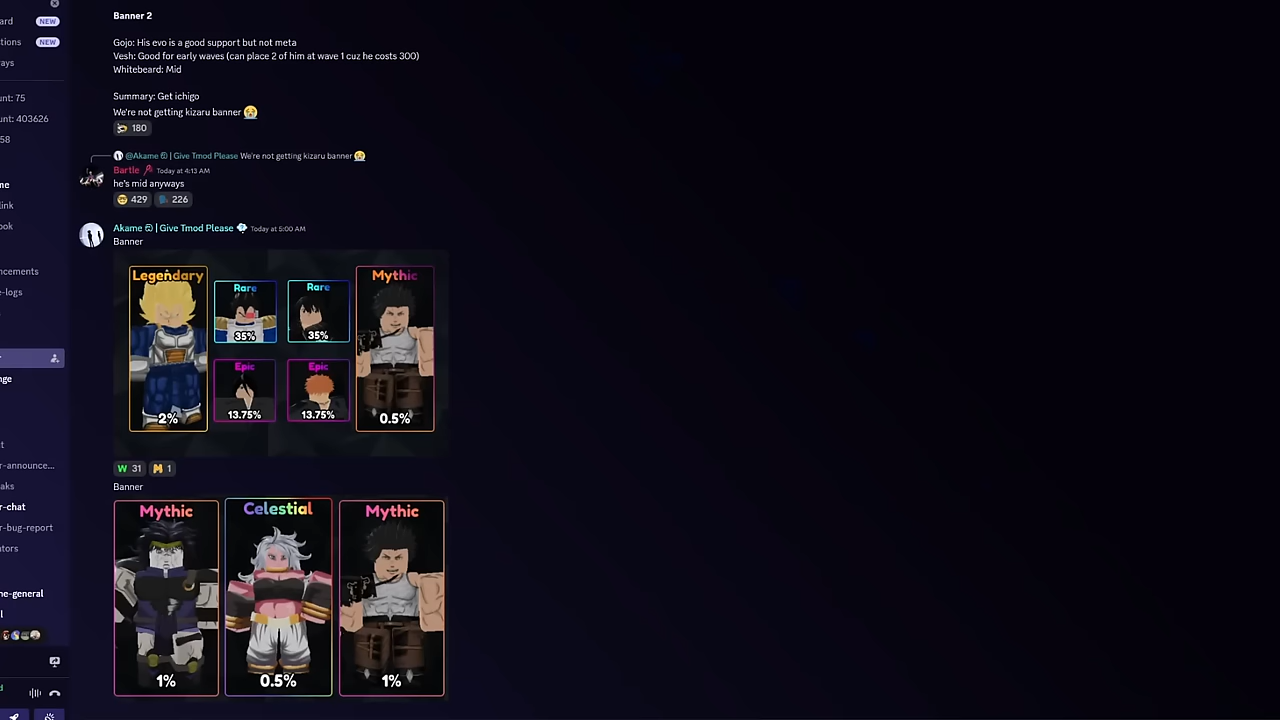 ard NEW
tions NEW
ays
unt: 75
unt: 403626
58
me
link
ook
ncements
e-logs
nge
t
r-announce...
aks
r-chat
r-bug-report
ators
ne-general
l
d
Banner 2
Gojo: His evo is a good support but not meta
Vesh: Good for early waves (can place 2 of him at wave 1 cuz he costs 300)
Whitebeard: Mid
Summary: Get ichigo
We're not getting kizaru banner 😭
180
@Akame | Give Tmod Please We're not getting kizaru banner 😭
Bartle Today at 4:13 AM
he's mid anyways
429 226
Akame | Give Tmod Please Today at 5:00 AM
Banner
Legendary Rare Rare Mythic
35% 35%
Epic Epic
2% 13.75% 13.75% 0.5%
W 31 M 1
Banner
Mythic Celestial Mythic
1% 0.5% 1%